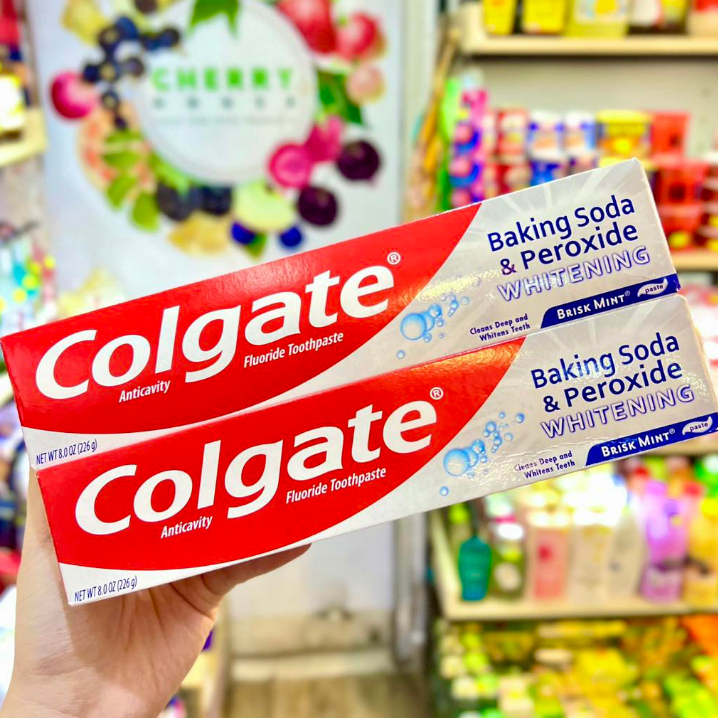 CHERRY
Colgate®
Anticavity Fluoride Toothpaste
NET WT 8.0 OZ (226 g)
Baking Soda
& Peroxide
WHITENING
Cleans Deep and
Whitens Teeth
BRISK MINT® paste
Colgate®
Anticavity Fluoride Toothpaste
NET WT 8.0 OZ (226 g)
Baking Soda
& Peroxide
WHITENING
Cleans Deep and
Whitens Teeth
BRISK MINT® paste